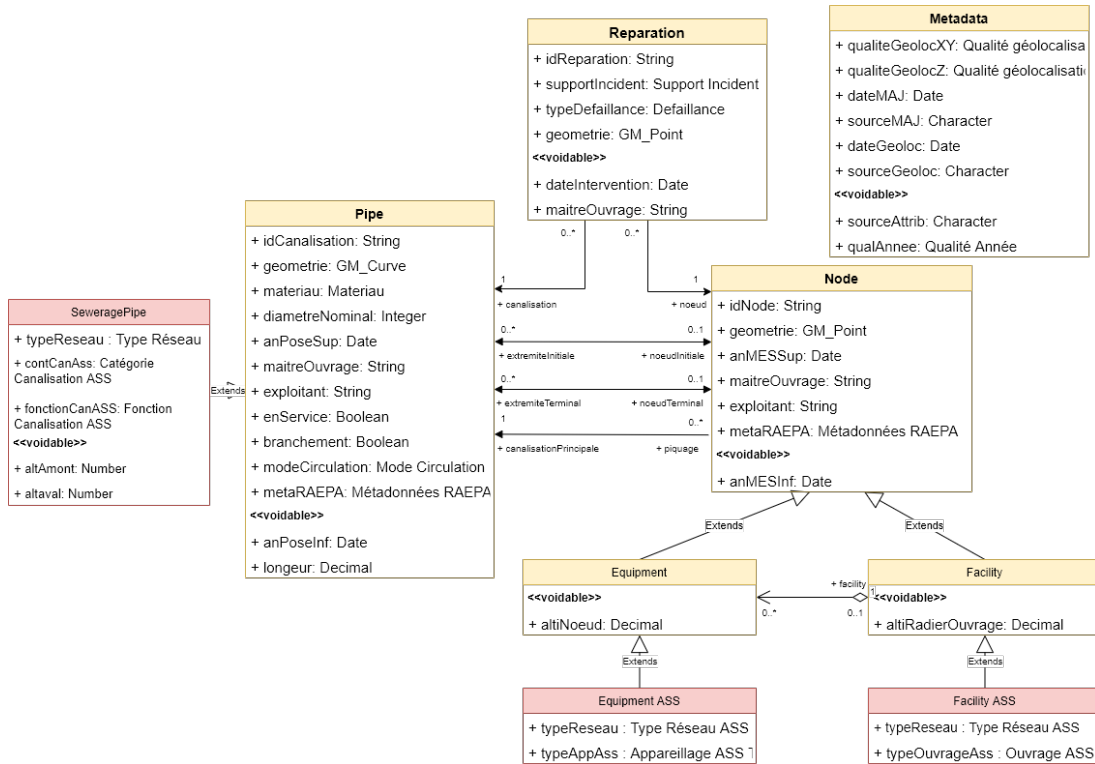 Reparation
+ idReparation: String
+ supportIncident: Support Incident
+ typeDefaillance: Defaillance
+ geometrie: GM_Point
<<voidable>>
+ dateIntervention: Date
+ maitreOuvrage: String
Metadata
+ qualiteGeolocXY: Qualité géolocalisa
+ qualiteGeolocZ: Qualité géolocalisati
+ dateMAJ: Date
+ sourceMAJ: Character
+ dateGeoloc: Date
+ sourceGeoloc: Character
<<voidable>>
+ sourceAttrib: Character
+ qualAnnee: Qualité Année
Pipe
+ idCanalisation: String
+ geometrie: GM_Curve
+ materiau: Materiau
+ diametreNominal: Integer
+ anPoseSup: Date
+ maitreOuvrage: String
+ exploitant: String
+ enService: Boolean
+ branchement: Boolean
+ modeCirculation: Mode Circulation
+ metaRAEPA: Métadonnées RAEPA
<<voidable>>
+ anPoseInf: Date
+ longeur: Decimal
SeweragePipe
+ typeReseau : Type Réseau
+ contCanAss: Catégorie
Canalisation ASS
+ fonctionCanASS: Fonction
Canalisation ASS
<<voidable>>
+ altAmont: Number
+ altaval: Number
Extends
0..* 0..*
1 1
+ canalisation + noeud
0..* 0..1
+ extremiteInitiale + noeudInitiale
0..* 0..1
+ extremiteTerminal + noeudTerminal
1 0..*
+ canalisationPrincipale + piquage
Node
+ idNode: String
+ geometrie: GM_Point
+ anMESSup: Date
+ maitreOuvrage: String
+ exploitant: String
+ metaRAEPA: Métadonnées RAEPA
<<voidable>>
+ anMESInf: Date
Extends Extends
Equipment
<<voidable>>
+ altiNoeud: Decimal
+ facility
0..* 0..1
1
Facility
<<voidable>>
+ altiRadierOuvrage: Decimal
Extends Extends
Equipment ASS
+ typeReseau : Type Réseau ASS
+ typeAppAss : Appareillage ASS T
Facility ASS
+ typeReseau : Type Réseau ASS
+ typeOuvrageAss : Ouvrage ASS